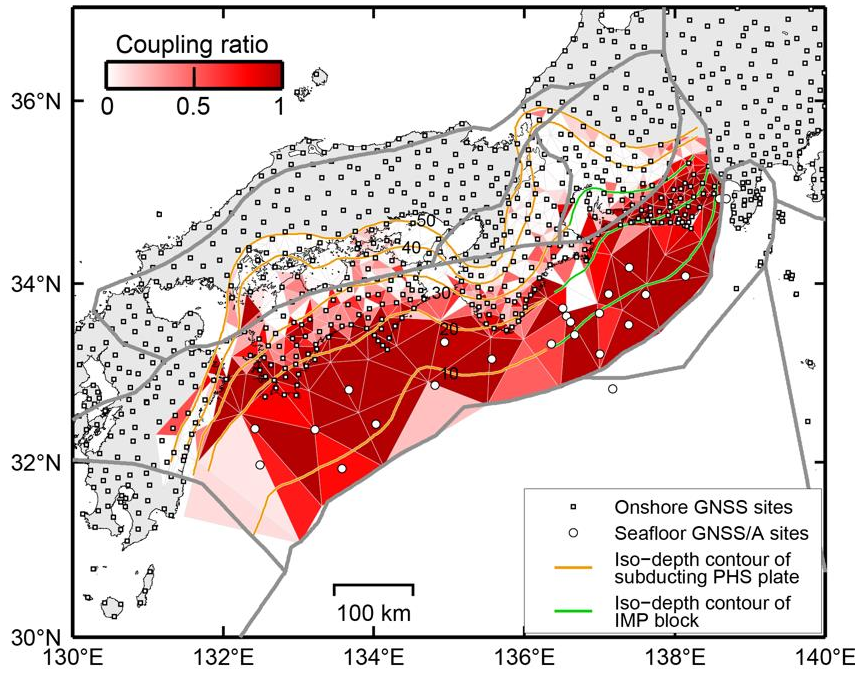 Coupling ratio
0 0.5 1
36°N
34°N
32°N
30°N
50
40
30
20
10
Onshore GNSS sites
Seafloor GNSS/A sites
Iso−depth contour of
subducting PHS plate
Iso−depth contour of
IMP block
100 km
130°E 132°E 134°E 136°E 138°E 140°E